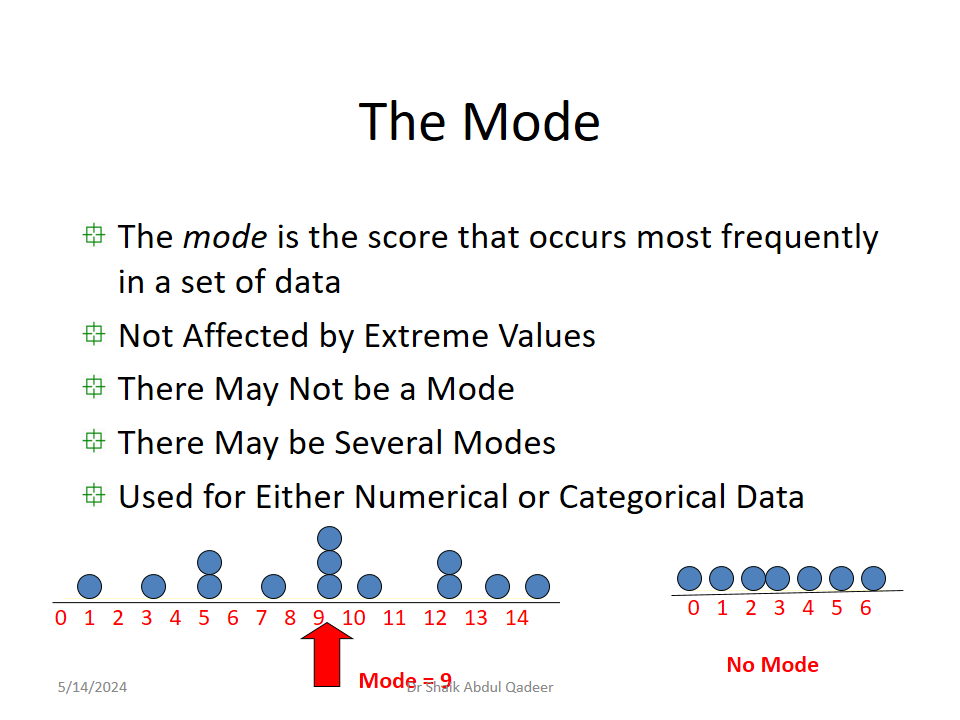 The Mode
The mode is the score that occurs most frequently
in a set of data
Not Affected by Extreme Values
There May Not be a Mode
There May be Several Modes
Used for Either Numerical or Categorical Data
0 1 2 3 4 5 6 7 8 9 10 11 12 13 14
0 1 2 3 4 5 6
No Mode
Mode = 9
5/14/2024
Dr Shaik Abdul Qadeer